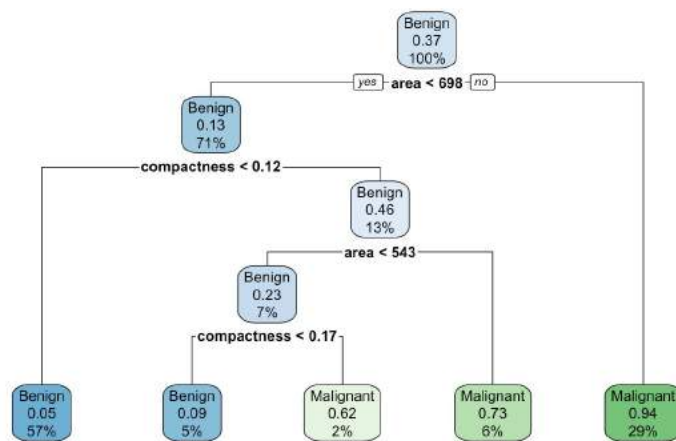 Benign
0.37
100%
yes area < 698 no
Benign
0.13
71%
compactness < 0.12
Benign
0.46
13%
area < 543
Benign
0.23
7%
compactness < 0.17
Benign
0.05
57%
Benign
0.09
5%
Malignant
0.62
2%
Malignant
0.73
6%
Malignant
0.94
29%